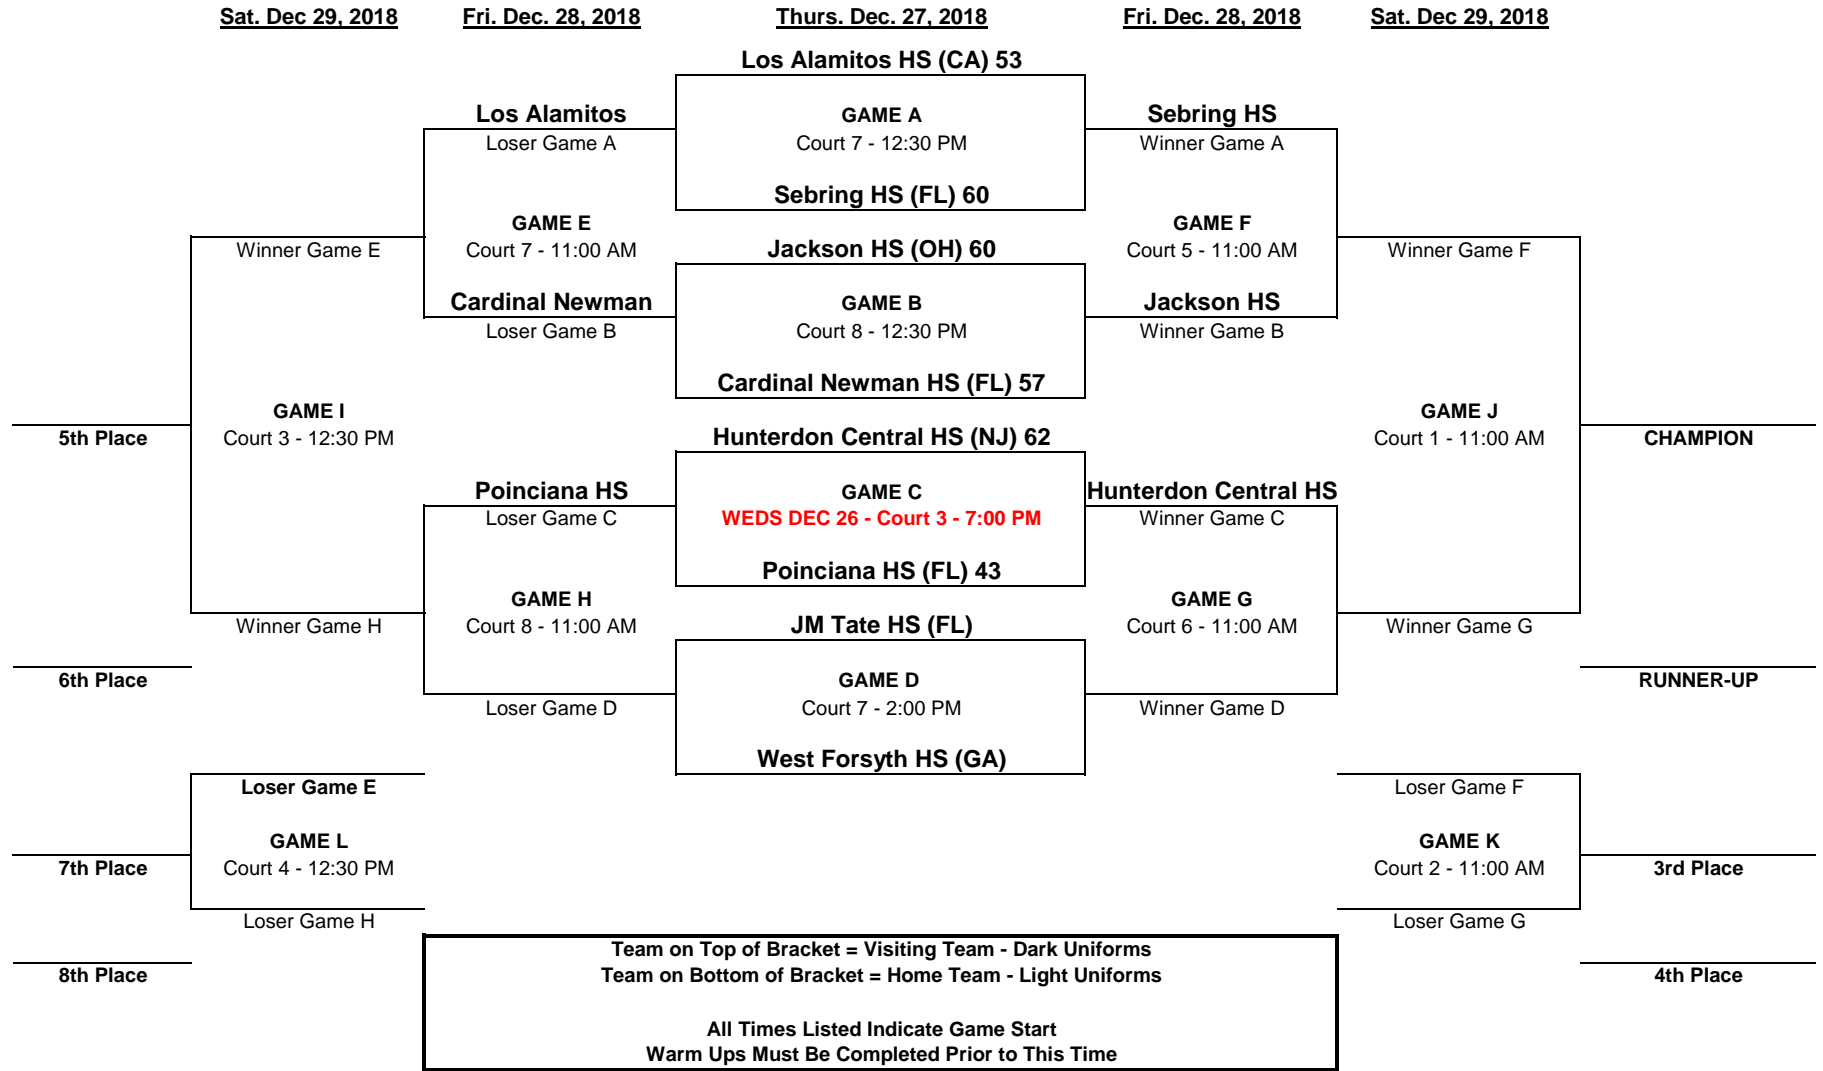 Sat. Dec 29, 2018 Fri. Dec. 28, 2018 Thurs. Dec. 27, 2018 Fri. Dec. 28, 2018 Sat. Dec 29, 2018
Los Alamitos HS (CA) 53
Los Alamitos GAME A Sebring HS
Loser Game A Court 7 - 12:30 PM Winner Game A
Sebring HS (FL) 60
GAME E GAME F
Winner Game E Court 7 - 11:00 AM Jackson HS (OH) 60 Court 5 - 11:00 AM Winner Game F
Cardinal Newman GAME B Jackson HS
Loser Game B Court 8 - 12:30 PM Winner Game B
Cardinal Newman HS (FL) 57
GAME I GAME J
5th Place Court 3 - 12:30 PM Hunterdon Central HS (NJ) 62 Court 1 - 11:00 AM CHAMPION
Poinciana HS GAME C Hunterdon Central HS
Loser Game C WEDS DEC 26 - Court 3 - 7:00 PM Winner Game C
Poinciana HS (FL) 43
GAME H GAME G
Winner Game H Court 8 - 11:00 AM JM Tate HS (FL) Court 6 - 11:00 AM Winner Game G
6th Place GAME D RUNNER-UP
Loser Game D Court 7 - 2:00 PM Winner Game D
West Forsyth HS (GA)
Loser Game E Loser Game F
GAME L GAME K
7th Place Court 4 - 12:30 PM Court 2 - 11:00 AM 3rd Place
Loser Game H Loser Game G
Team on Top of Bracket = Visiting Team - Dark Uniforms
8th Place Team on Bottom of Bracket = Home Team - Light Uniforms 4th Place
All Times Listed Indicate Game Start
Warm Ups Must Be Completed Prior to This Time